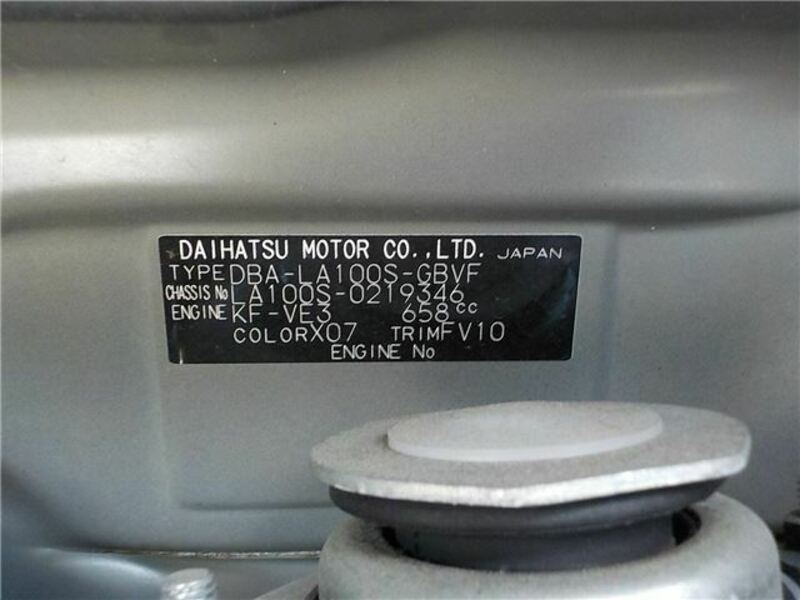 DAIHATSU MOTOR CO.,LTD. JAPAN
TYPE DBA-LA100S-GBVF
CHASSIS No LA100S-0219346
ENGINE KF-VE3 658cc
COLOR X07 TRIM FV10
ENGINE No